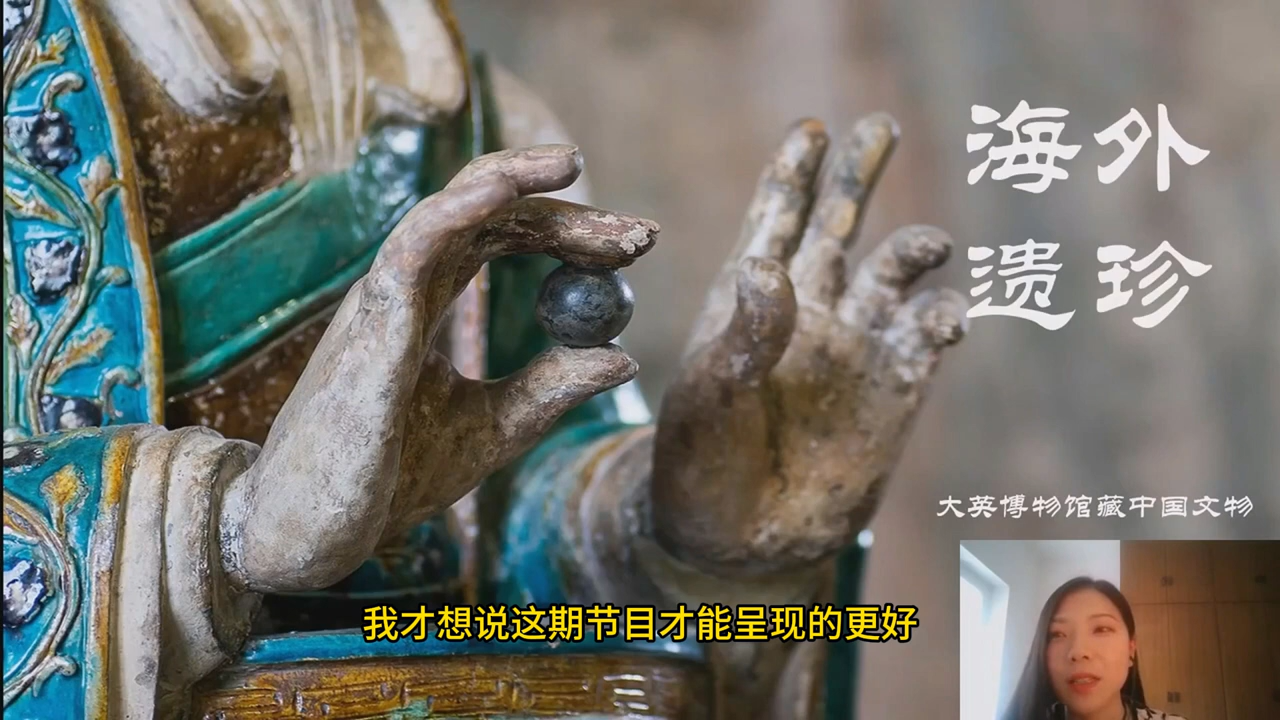 海外
遗珍
大英博物馆藏中国文物
我才想说这期节目才能呈现的更好